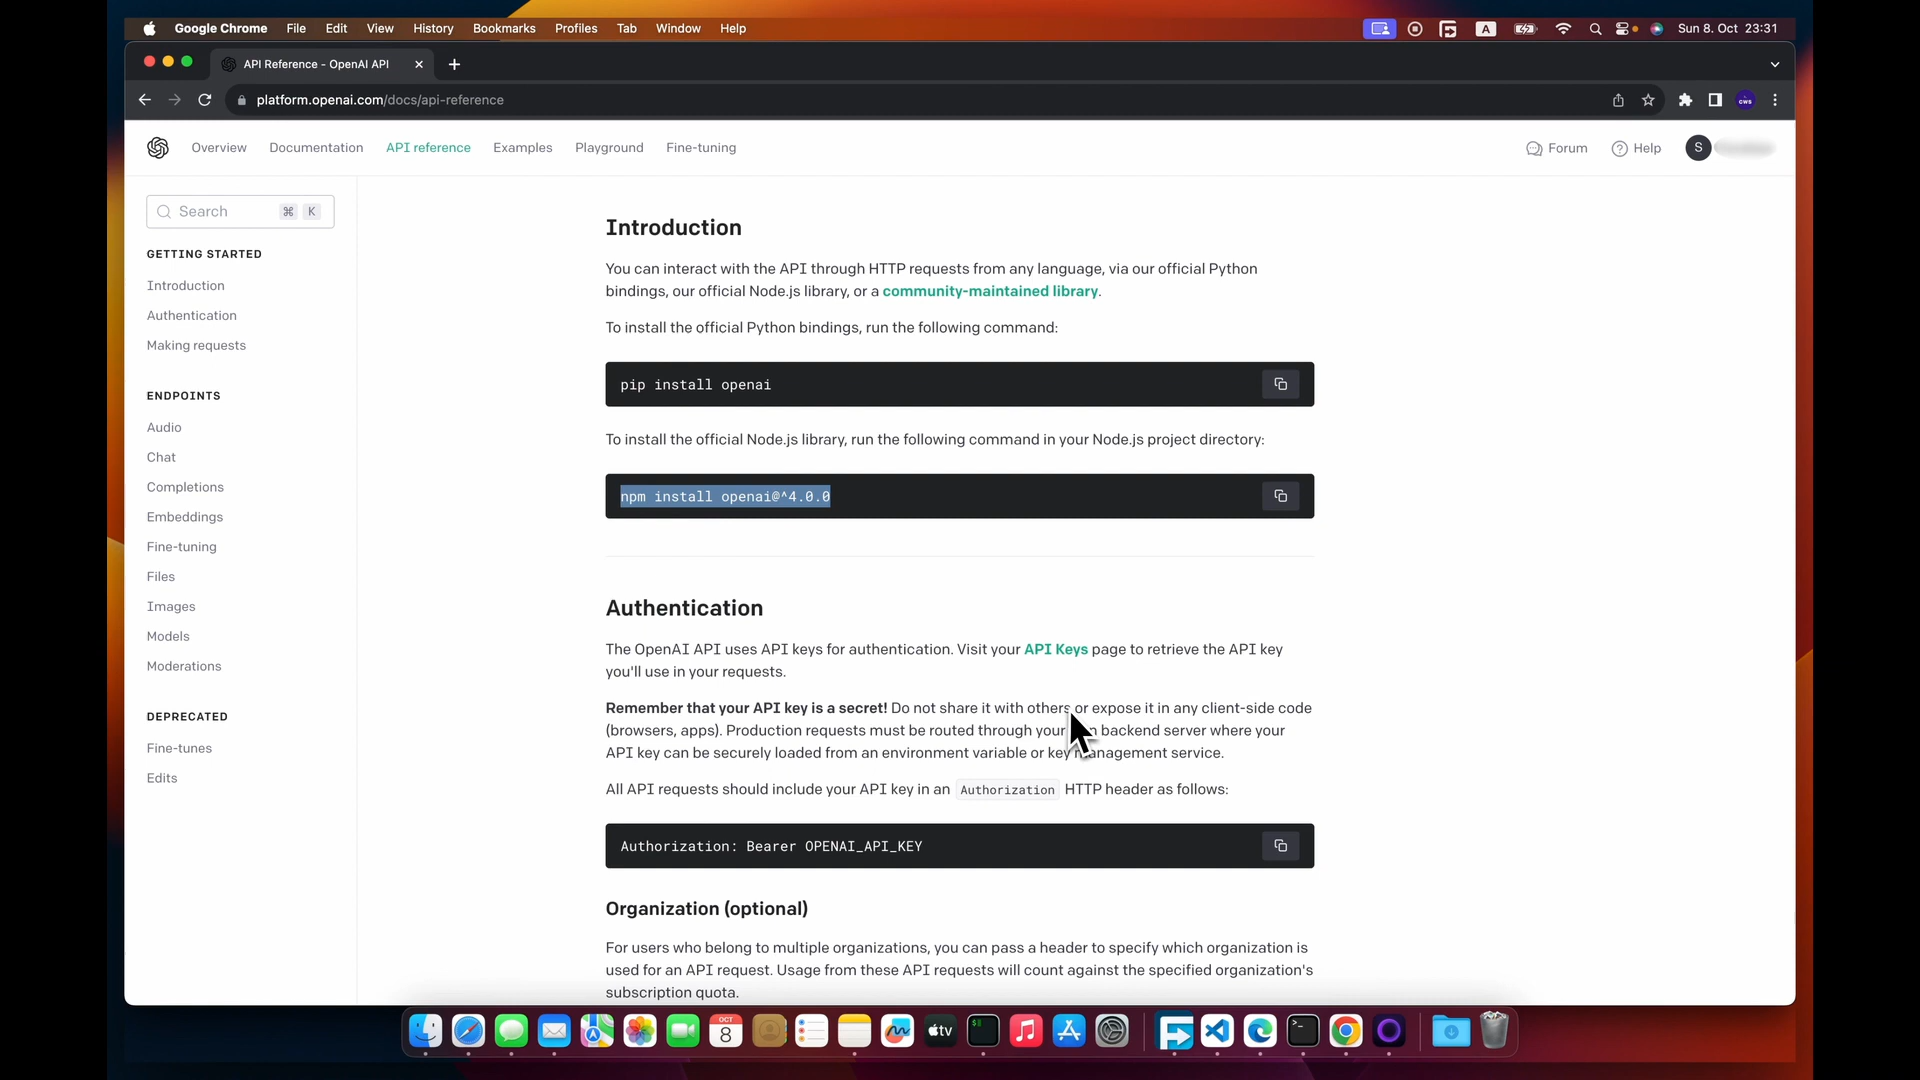 Google Chrome File Edit View History Bookmarks Profiles Tab Window Help A Sun 8. Oct 23:31
API Reference - OpenAI API
platform.openai.com/docs/api-reference
cws
Overview Documentation API reference Examples Playground Fine-tuning Forum Help S
Search ⌘ K
GETTING STARTED
Introduction
Authentication
Making requests
ENDPOINTS
Audio
Chat
Completions
Embeddings
Fine-tuning
Files
Images
Models
Moderations
DEPRECATED
Fine-tunes
Edits
Introduction
You can interact with the API through HTTP requests from any language, via our official Python
bindings, our official Node.js library, or a community-maintained library.
To install the official Python bindings, run the following command:
pip install openai
To install the official Node.js library, run the following command in your Node.js project directory:
npm install openai@^4.0.0
Authentication
The OpenAI API uses API keys for authentication. Visit your API Keys page to retrieve the API key
you'll use in your requests.
Remember that your API key is a secret! Do not share it with others or expose it in any client-side code
(browsers, apps). Production requests must be routed through your backend server where your
API key can be securely loaded from an environment variable or key management service.
All API requests should include your API key in an Authorization HTTP header as follows:
Authorization: Bearer OPENAI_API_KEY
Organization (optional)
For users who belong to multiple organizations, you can pass a header to specify which organization is
used for an API request. Usage from these API requests will count against the specified organization's
subscription quota.
OCT
8
tv